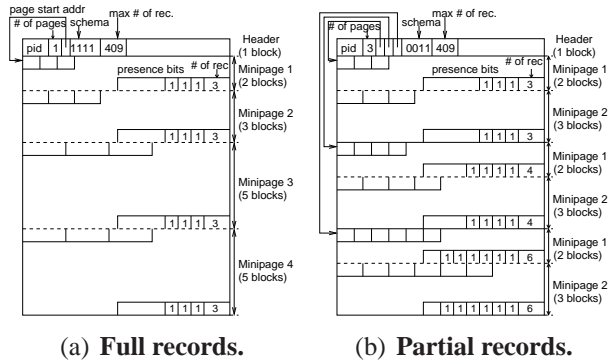 page start addr
# of pages
schema
max # of rec.
pid 1 1111 409
Header
(1 block)
presence bits
# of rec
1 1 1 3
Minipage 1
(2 blocks)
1 1 1 3
Minipage 2
(3 blocks)
1 1 1 3
Minipage 3
(5 blocks)
1 1 1 3
Minipage 4
(5 blocks)
(a) Full records.
# of pages
schema
max # of rec.
pid 3 0011 409
Header
(1 block)
presence bits
# of rec
1 1 1 3
Minipage 1
(2 blocks)
1 1 1 3
Minipage 2
(3 blocks)
1 1 1 1 4
Minipage 1
(2 blocks)
1 1 1 1 4
Minipage 2
(3 blocks)
1 1 1 1 1 1 6
Minipage 1
(2 blocks)
1 1 1 1 1 1 6
Minipage 2
(3 blocks)
(b) Partial records.